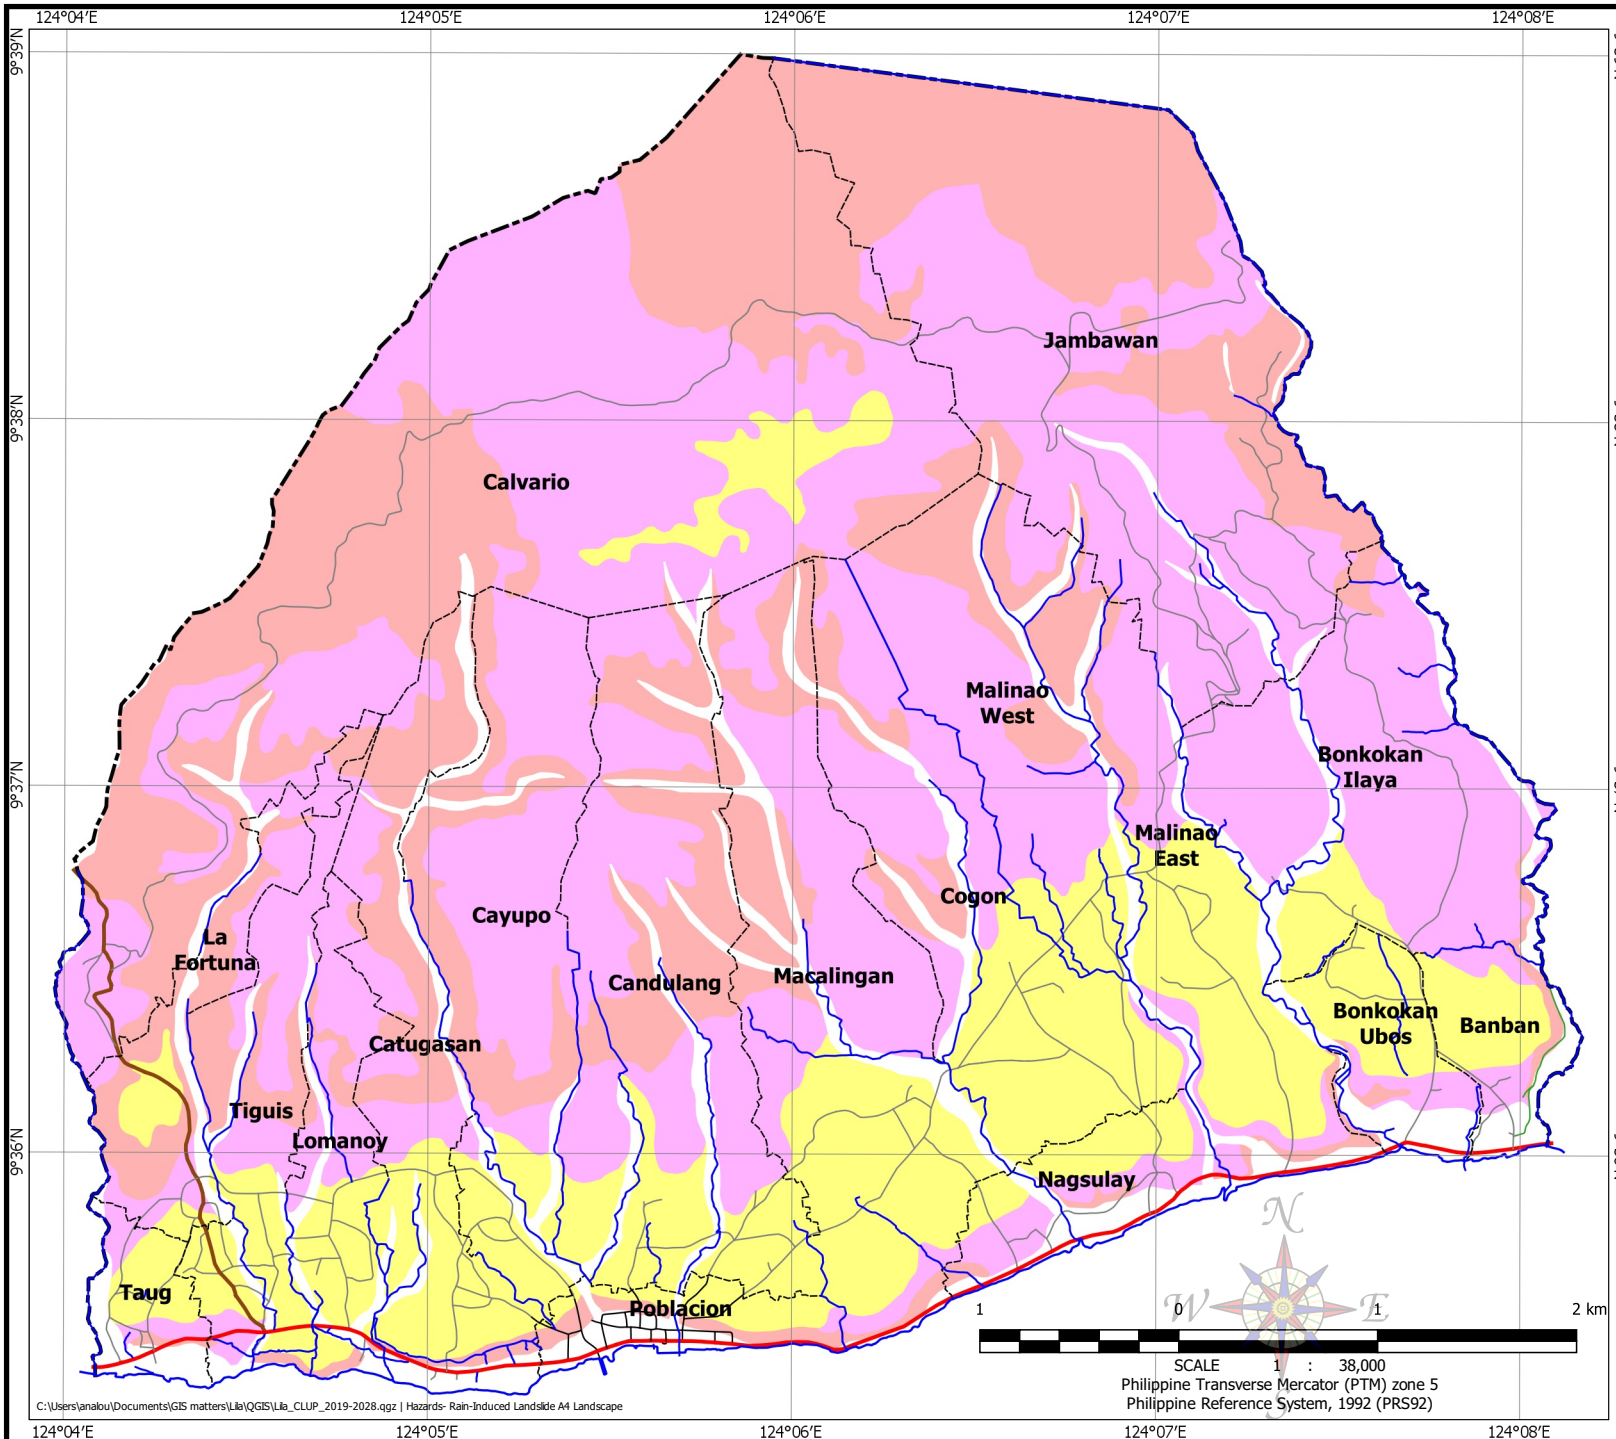 124°04′E 124°05′E 124°06′E 124°07′E 124°08′E
9°39′N
Jambawan
9°38′N
Calvario
Malinao
West
Bonkokan
Ilaya
9°37′N
Malinao
East
Cogon
Cayupo
La
Fortuna
Candulang
Macalingan
Bonkokan
Ubos
Banban
Catugasan
Tiguis
Lomanoy
9°36′N
Nagsulay
N
Taug
Poblacion
W E
1 0 1 2 km
SCALE 1 : 38,000
Philippine Transverse Mercator (PTM) zone 5
Philippine Reference System, 1992 (PRS92)
S
C:\Users\analou\Documents\GIS matters\Lila\QGIS\Lila_CLUP_2019-2028.qgz | Hazards- Rain-Induced Landslide A4 Landscape
124°04′E 124°05′E 124°06′E 124°07′E 124°08′E